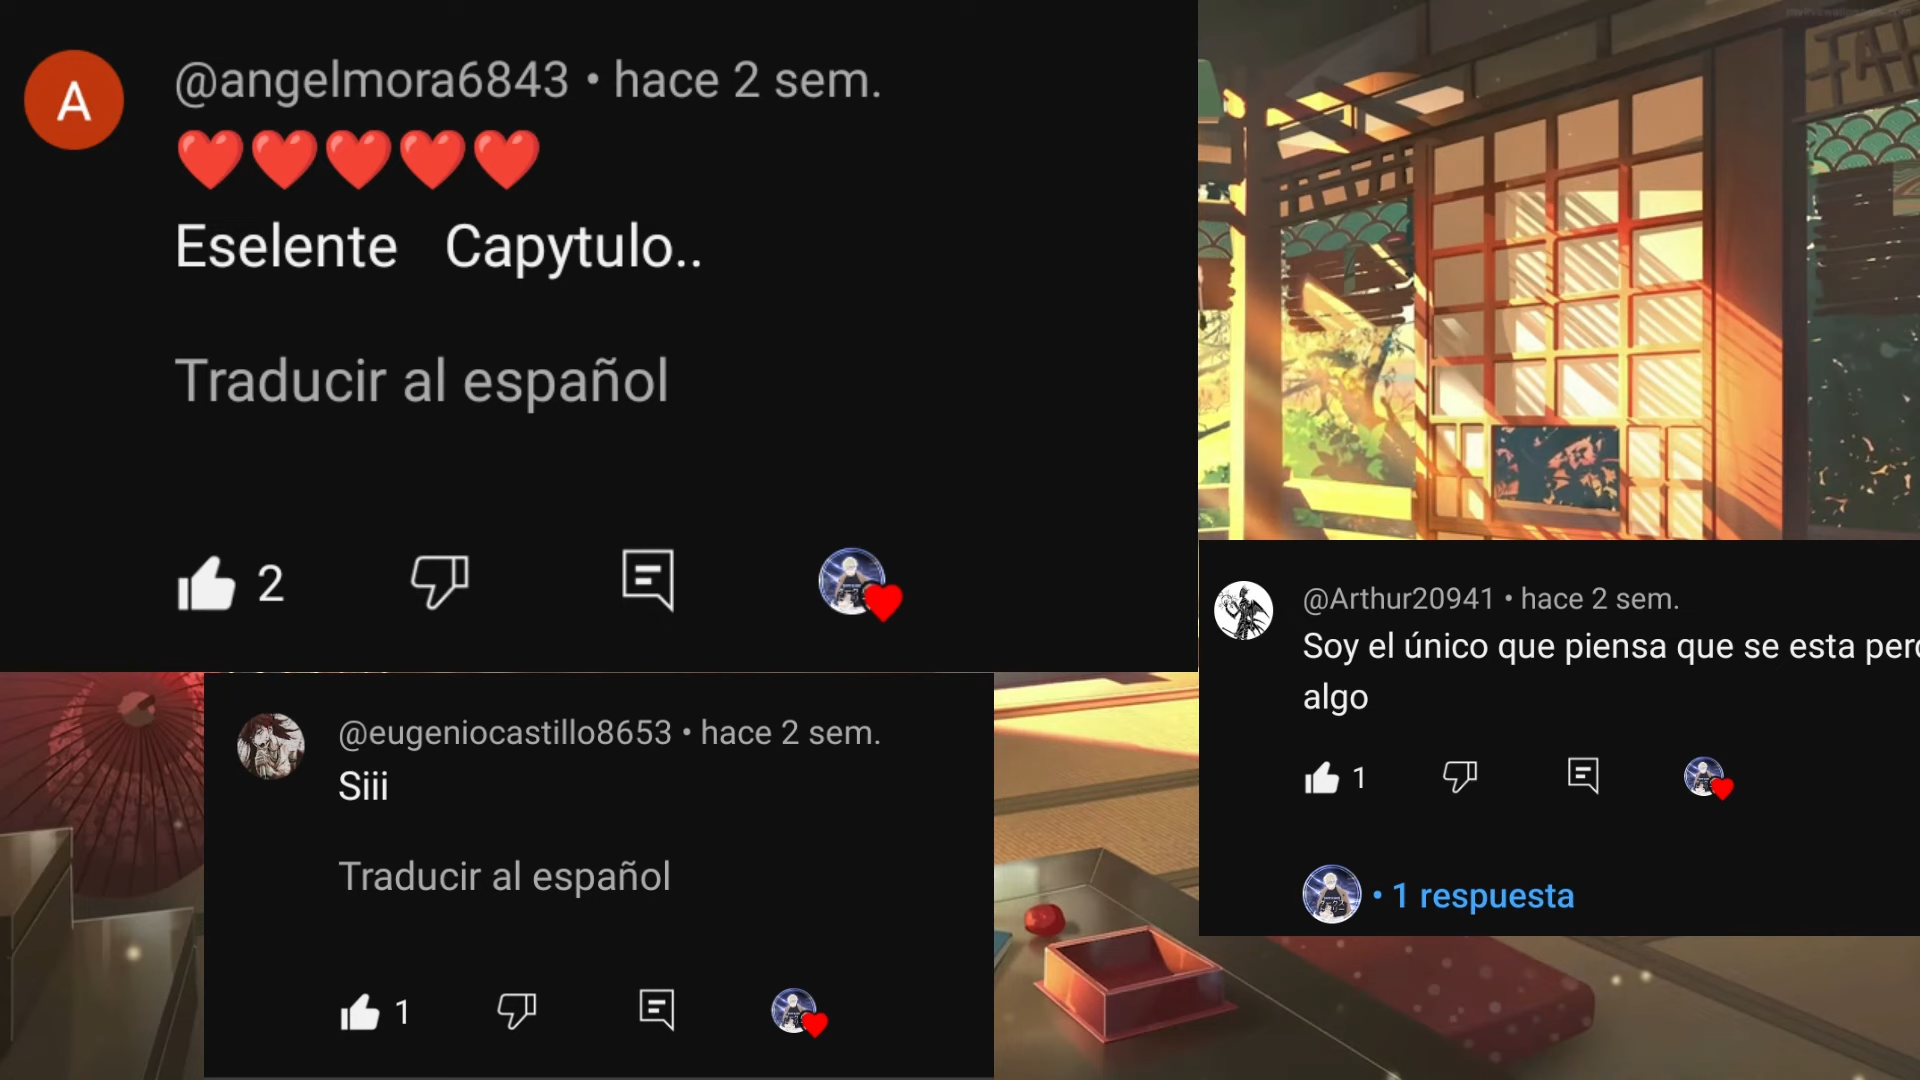 @angelmora6843 • hace 2 sem.
❤️❤️❤️❤️❤️
Eselente Capytulo..
Traducir al español
2
@Arthur20941 • hace 2 sem.
Soy el único que piensa que se esta
algo
1
• 1 respuesta
@eugeniocastillo8653 • hace 2 sem.
Siii
Traducir al español
1